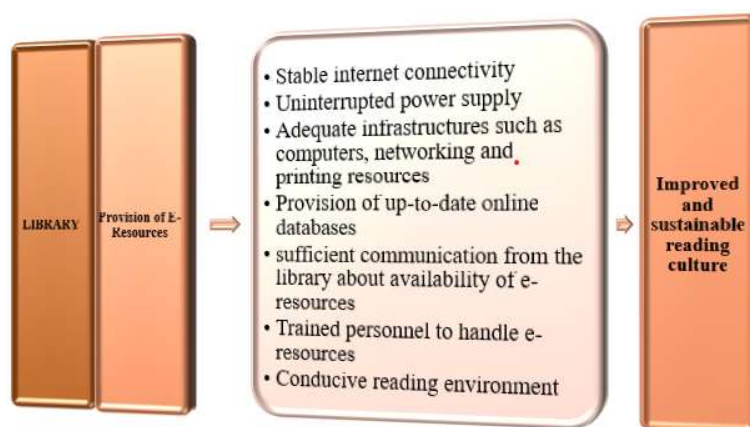 LIBRARY
Provision of E-
Resources
• Stable internet connectivity
• Uninterrupted power supply
• Adequate infrastructures such as
computers, networking and
printing resources
• Provision of up-to-date online
databases
• sufficient communication from the
library about availability of e-
resources
• Trained personnel to handle e-
resources
• Conducive reading environment
Improved
and
sustainable
reading
culture